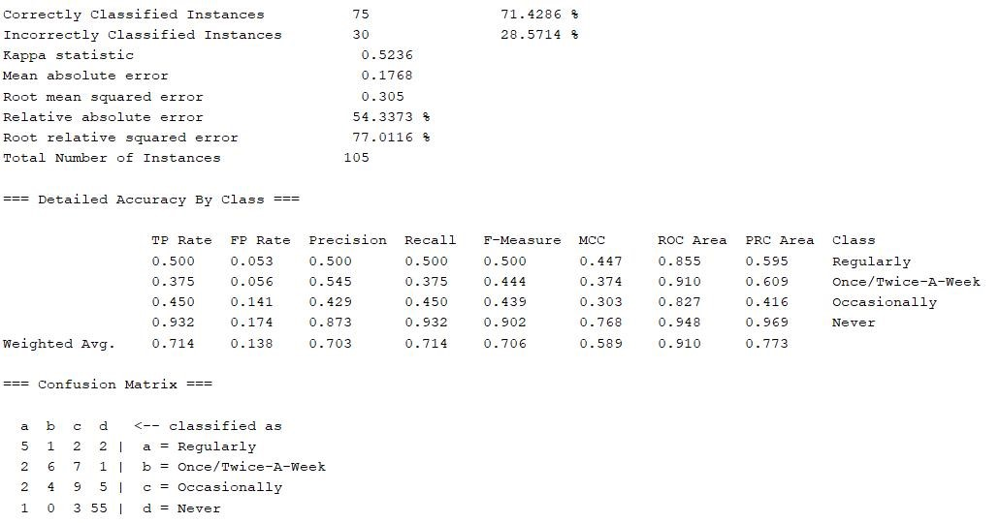 Correctly Classified Instances 75 71.4286 %
Incorrectly Classified Instances 30 28.5714 %
Kappa statistic 0.5236
Mean absolute error 0.1768
Root mean squared error 0.305
Relative absolute error 54.3373 %
Root relative squared error 77.0116 %
Total Number of Instances 105
=== Detailed Accuracy By Class ===
TP Rate FP Rate Precision Recall F-Measure MCC ROC Area PRC Area Class
0.500 0.053 0.500 0.500 0.500 0.447 0.855 0.595 Regularly
0.375 0.056 0.545 0.375 0.444 0.374 0.910 0.609 Once/Twice-A-Week
0.450 0.141 0.429 0.450 0.439 0.303 0.827 0.416 Occasionally
0.932 0.174 0.873 0.932 0.902 0.768 0.948 0.969 Never
Weighted Avg. 0.714 0.138 0.703 0.714 0.706 0.589 0.910 0.773
=== Confusion Matrix ===
a b c d <-- classified as
5 1 2 2 | a = Regularly
2 6 7 1 | b = Once/Twice-A-Week
2 4 9 5 | c = Occasionally
1 0 3 55 | d = Never